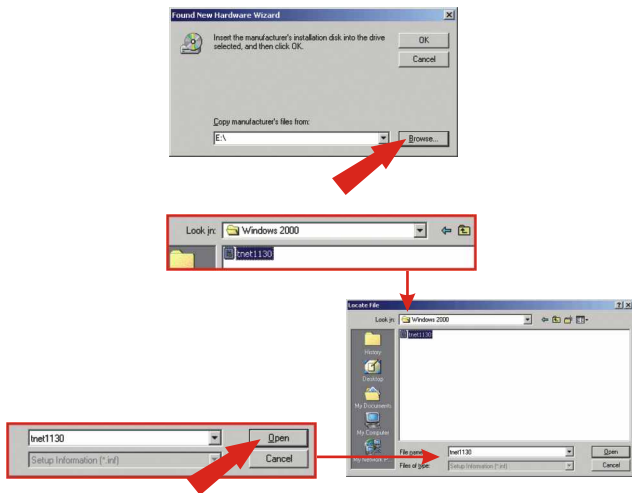 Found New Hardware Wizard
Insert the manufacturer's installation disk into the drive
selected, and then click OK.
OK
Cancel
Copy manufacturer's files from:
E:\
Browse...
Look in:
Windows 2000
tnet1130
Locate File
Look in:
Windows 2000
tnet1130
History
Desktop
My Documents
My Computer
My Network P...
File name:
tnet1130
Open
Files of type:
Setup Information (*.inf)
Cancel
tnet1130
Open
Setup Information (*.inf)
Cancel